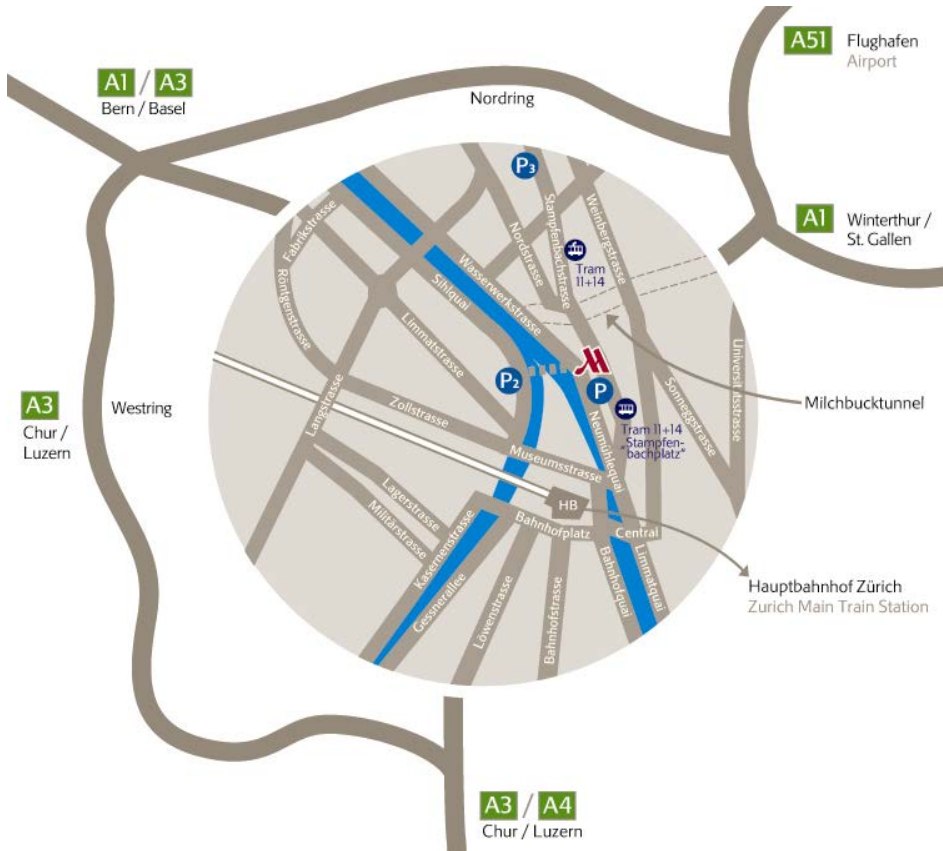 A51
Flughafen
Airport
A1 / A3
Bern / Basel
Nordring
A1
Winterthur /
St. Gallen
P3
Fabrikstrasse
Röntgenstrasse
Sihlquai
Wasserwerkstrasse
Nordstrasse
Stampfenbachstrasse
Weinbergstrasse
Tram
11+14
Limmatstrasse
Langstrasse
P2
P
Zollstrasse
Museumsstrasse
Neumühlequai
Tram 11+14
"Stampfen-
bachplatz"
Sonneggstrasse
Universitätsstrasse
Milchbucktunnel
A3
Chur /
Luzern
Westring
Lagerstrasse
Militärstrasse
Kasernenstrasse
Gessnerallee
HB
Bahnhofplatz
Central
Löwenstrasse
Bahnhofstrasse
Bahnhofquai
Limmatquai
Hauptbahnhof Zürich
Zurich Main Train Station
A3 / A4
Chur / Luzern